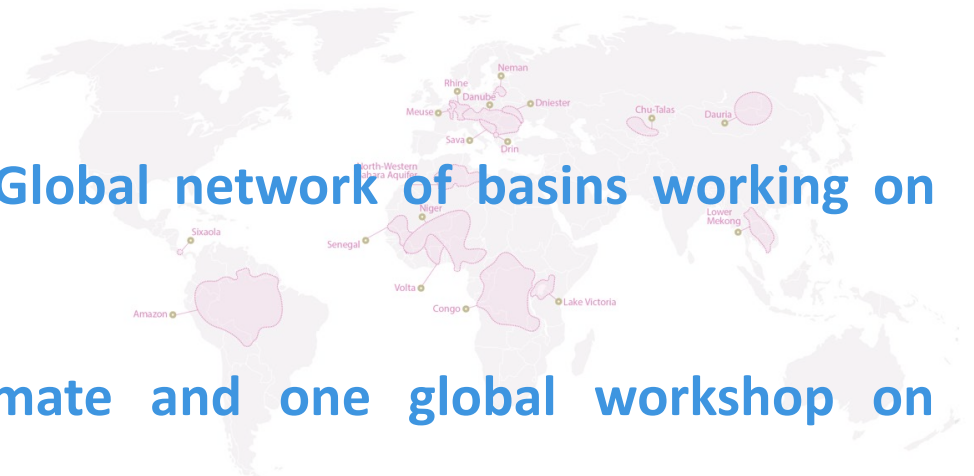 Neman
Rhine
Danube
Dniester
Meuse
Chu-Talas
Dauria
Sava
Drin
North-Western
Sahara Aquifer
Global network of basins working on
Niger
Lower
Mekong
Sixaola
Senegal
Volta
Lake Victoria
Congo
Amazon
mate and one global workshop on